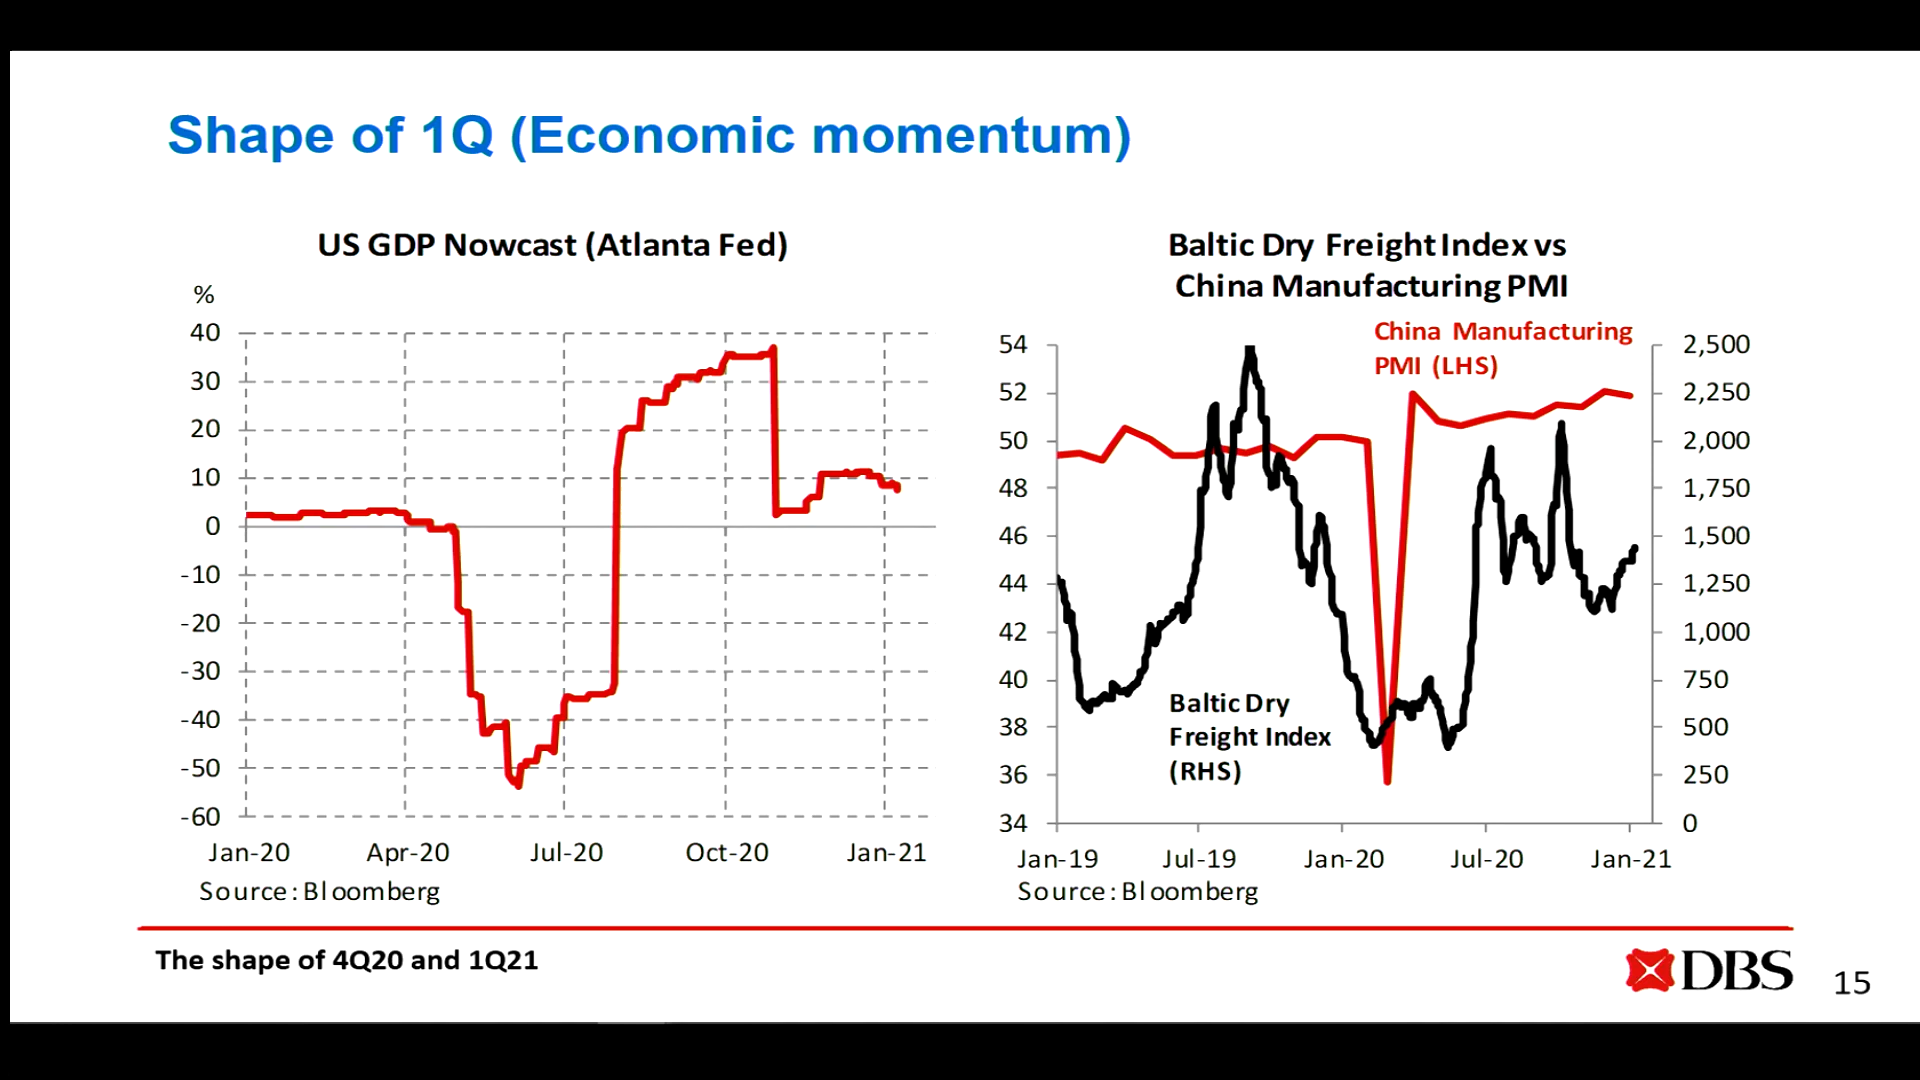 Shape of 1Q (Economic momentum)
US GDP Nowcast (Atlanta Fed)
%
40
30
20
10
0
-10
-20
-30
-40
-50
-60
Jan-20 Apr-20 Jul-20 Oct-20 Jan-21
Source: Bloomberg
Baltic Dry Freight Index vs
China Manufacturing PMI
China Manufacturing
PMI (LHS)
54
52
50
48
46
44
42
40
38
36
34
2,500
2,250
2,000
1,750
1,500
1,250
1,000
750
500
250
0
Baltic Dry
Freight Index
(RHS)
Jan-19 Jul-19 Jan-20 Jul-20 Jan-21
Source: Bloomberg
The shape of 4Q20 and 1Q21
DBS
15